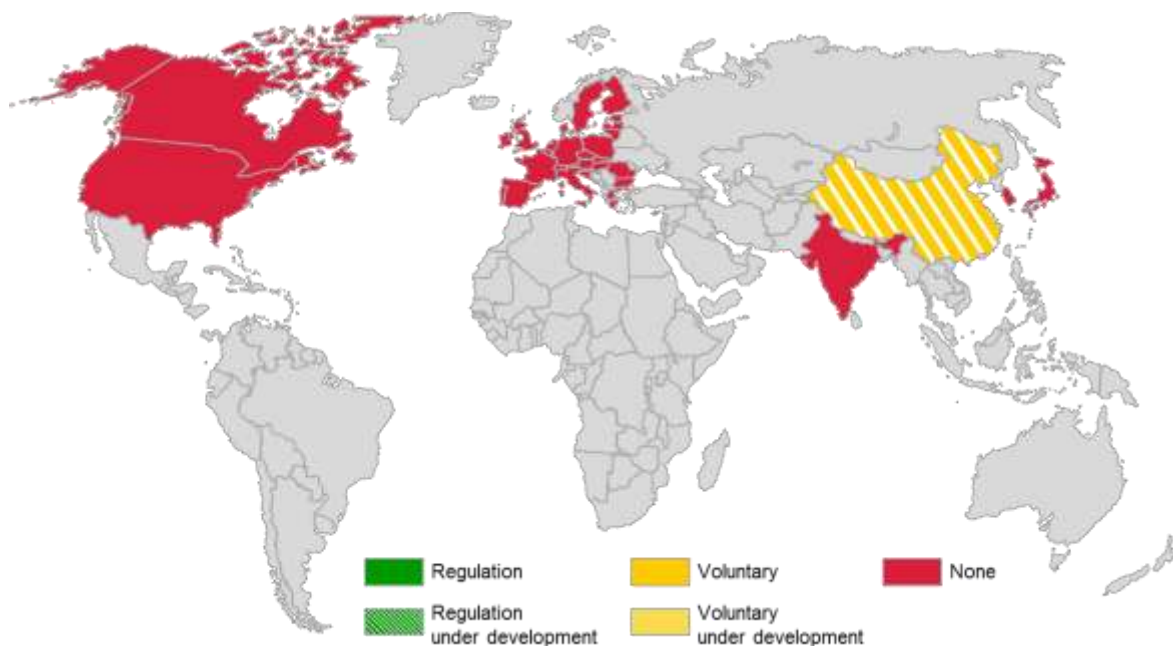 Regulation
Voluntary
None
Regulation
under development
Voluntary
under development